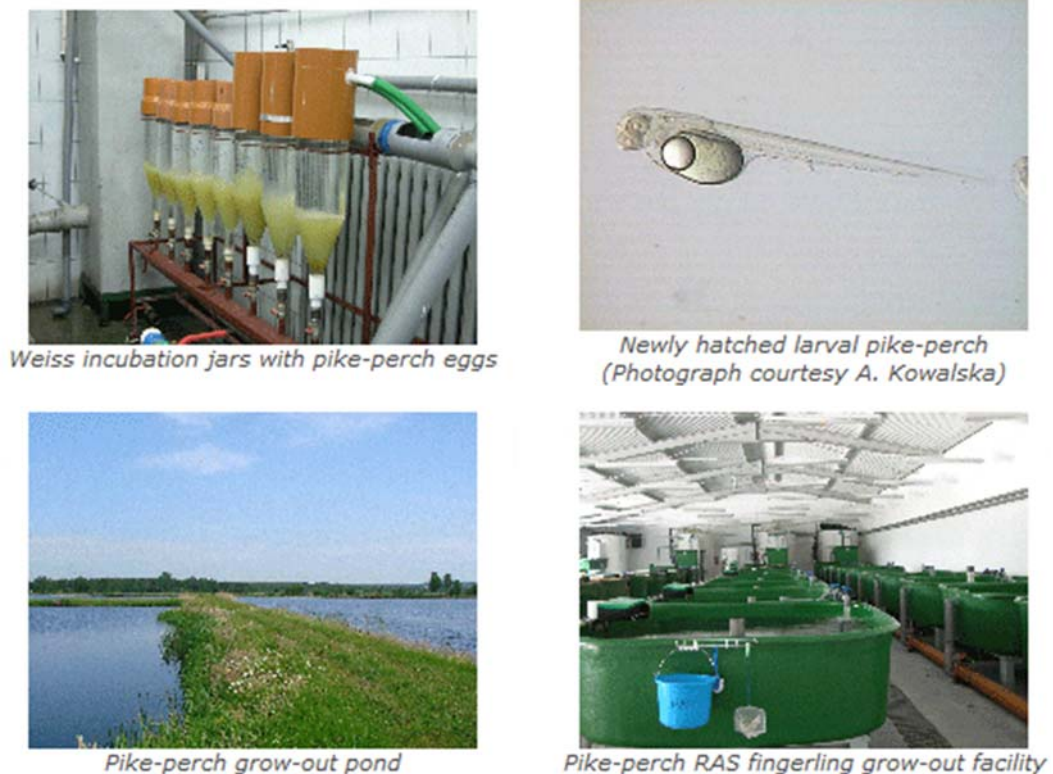 Weiss incubation jars with pike-perch eggs
Newly hatched larval pike-perch
(Photograph courtesy A. Kowalska)
Pike-perch grow-out pond
Pike-perch RAS fingerling grow-out facility